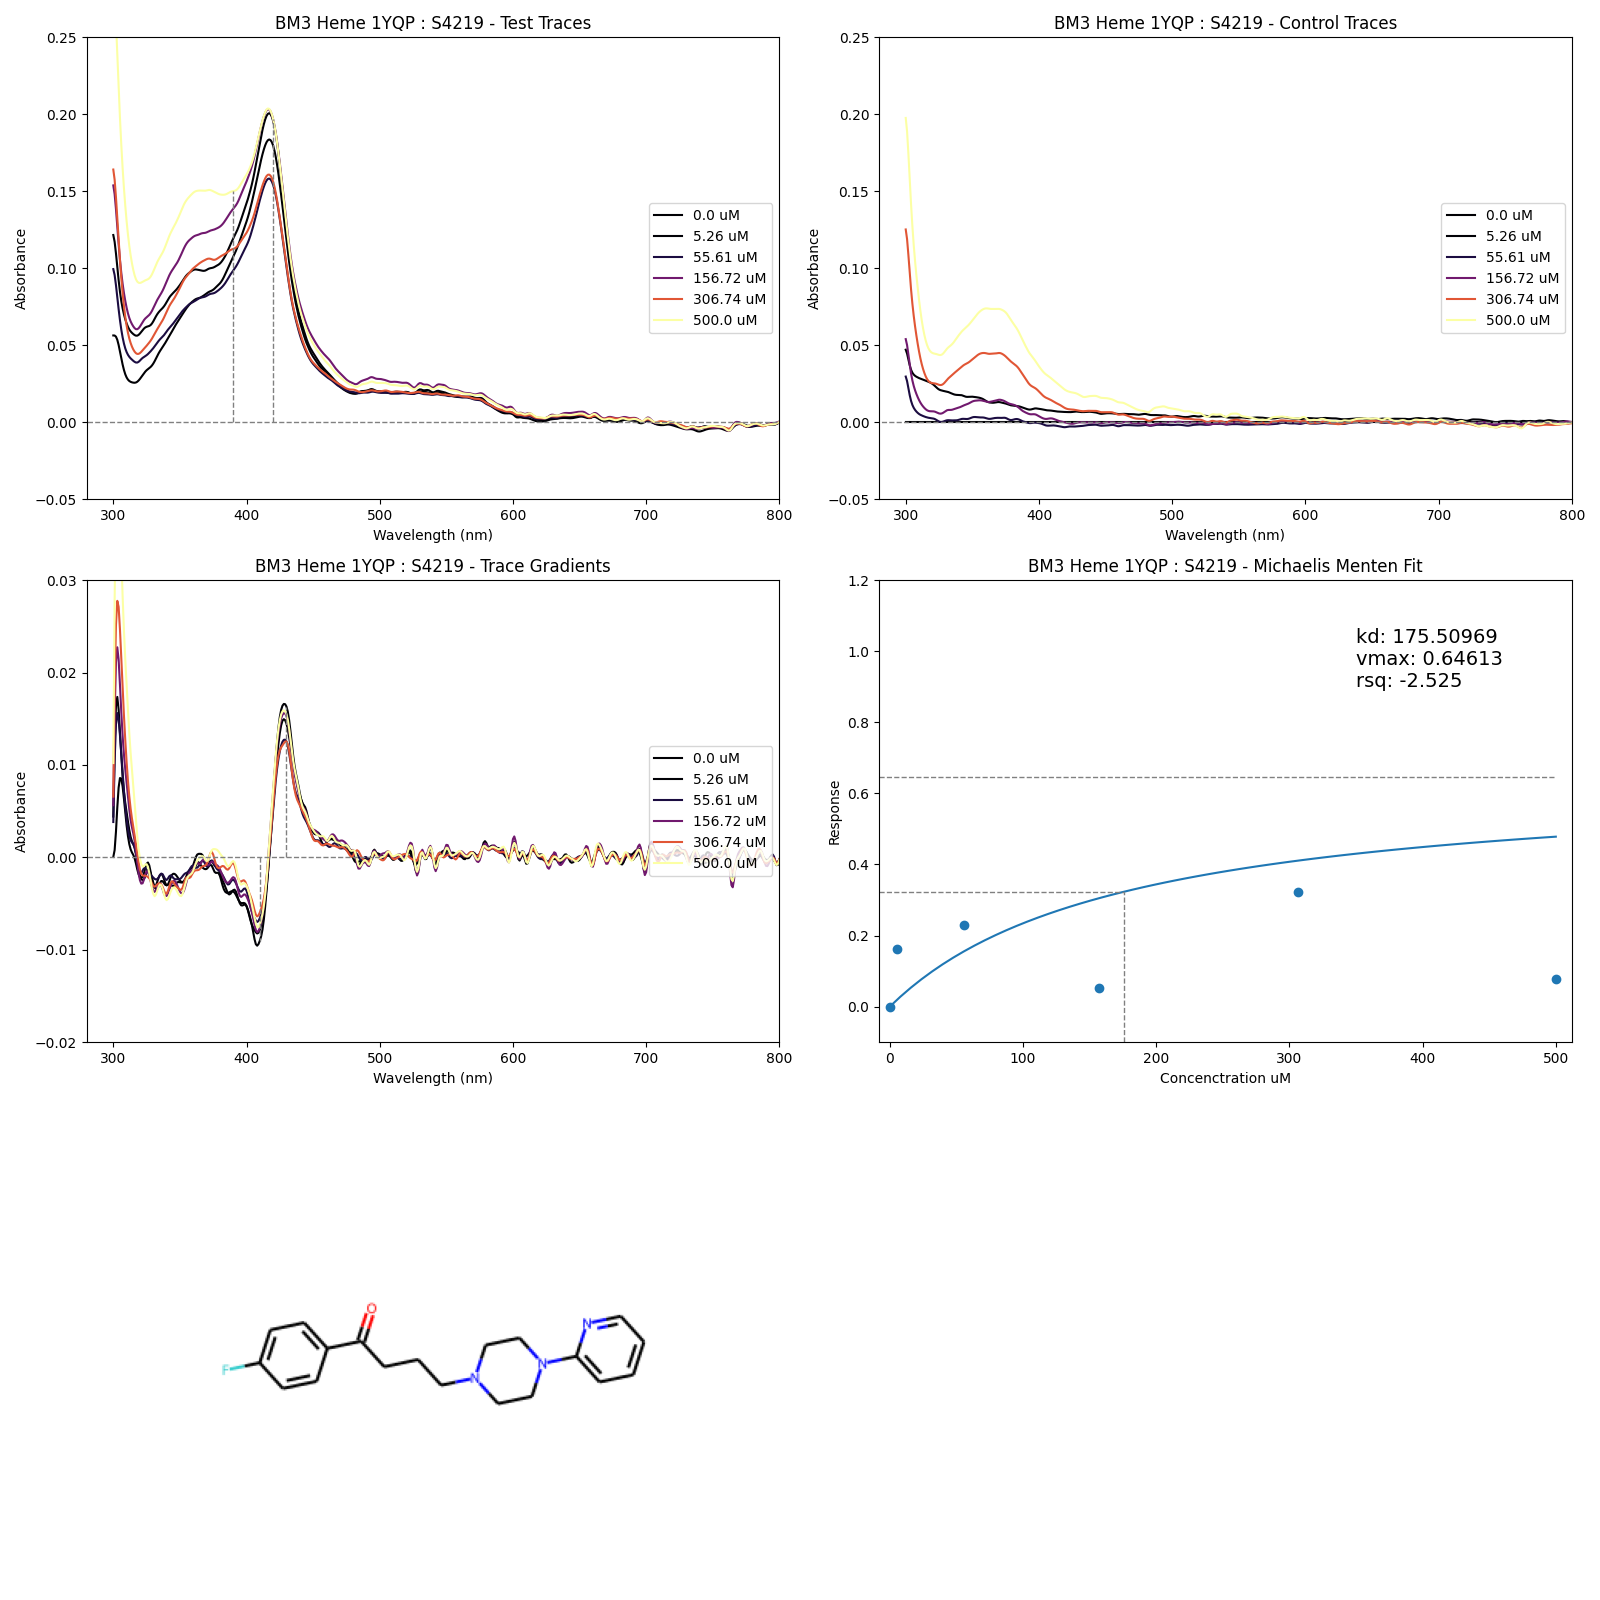 BM3 Heme 1YQP : S4219 - Test Traces
0.25
0.20
0.15
0.10
0.05
0.00
−0.05
Absorbance
300
400
500
600
700
800
Wavelength (nm)
0.0 uM
5.26 uM
55.61 uM
156.72 uM
306.74 uM
500.0 uM
BM3 Heme 1YQP : S4219 - Control Traces
0.25
0.20
0.15
0.10
0.05
0.00
−0.05
Absorbance
300
400
500
600
700
800
Wavelength (nm)
0.0 uM
5.26 uM
55.61 uM
156.72 uM
306.74 uM
500.0 uM
BM3 Heme 1YQP : S4219 - Trace Gradients
0.03
0.02
0.01
0.00
−0.01
−0.02
Absorbance
300
400
500
600
700
800
Wavelength (nm)
0.0 uM
5.26 uM
55.61 uM
156.72 uM
306.74 uM
500.0 uM
BM3 Heme 1YQP : S4219 - Michaelis Menten Fit
1.2
1.0
0.8
0.6
0.4
0.2
0.0
Response
0
100
200
300
400
500
Concenctration uM
kd: 175.50969
vmax: 0.64613
rsq: -2.525
O
F
N
N
N